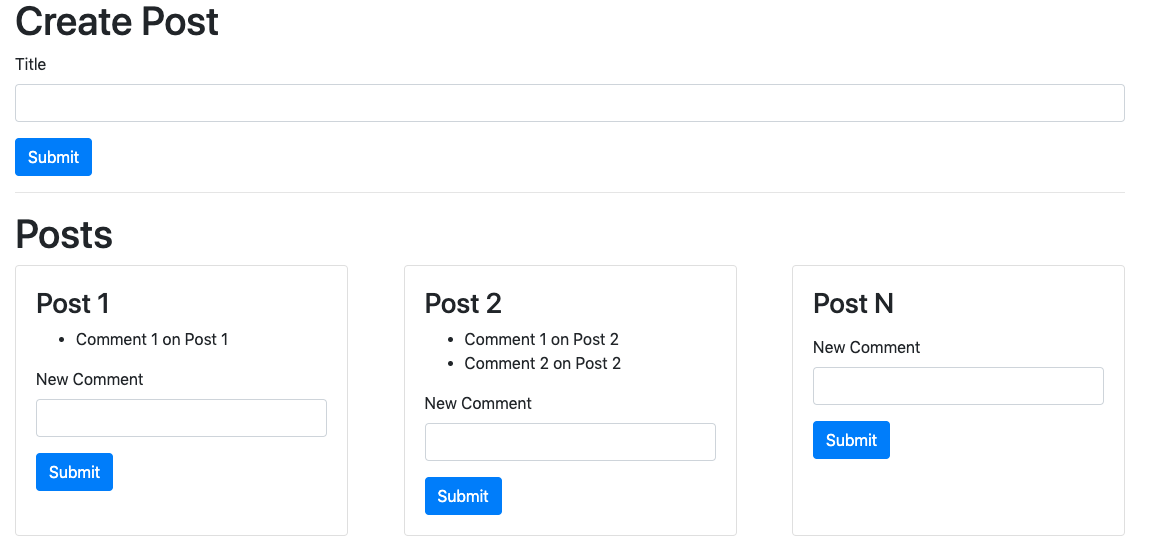 Create Post
Title
Submit
Posts
Post 1
Comment 1 on Post 1
New Comment
Submit
Post 2
Comment 1 on Post 2
Comment 2 on Post 2
New Comment
Submit
Post N
New Comment
Submit